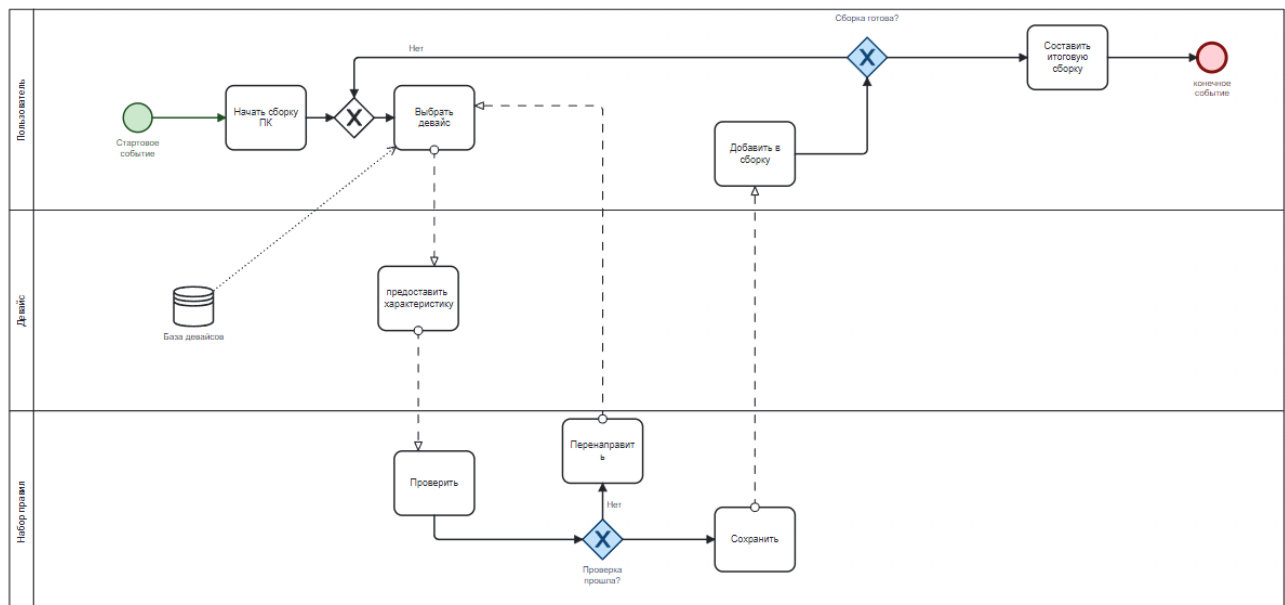 Пользователь
Сборка готова?
Нет
Составить
итоговую
сборку
конечное
событие
Стартовое
событие
Начать сборку
ПК
Выбрать
девайс
Добавить в
сборку
Девайс
База девайсов
предоставить
характеристику
Набор правил
Проверить
Перенаправит
ь
Нет
Проверка
прошла?
Сохранить